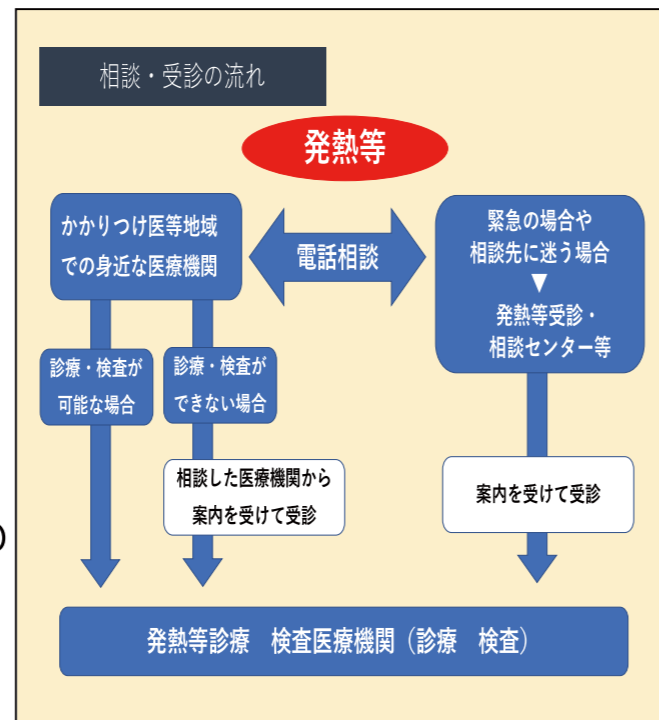 相談・受診の流れ
発熱等
かかりつけ医等地域
での身近な医療機関
電話相談
緊急の場合や
相談先に迷う場合
▼
発熱等受診・
相談センター等
診療・検査が
可能な場合
診療・検査が
できない場合
相談した医療機関から
案内を受けて受診
案内を受けて受診
発熱等診療　検査医療機関（診療　検査）
）